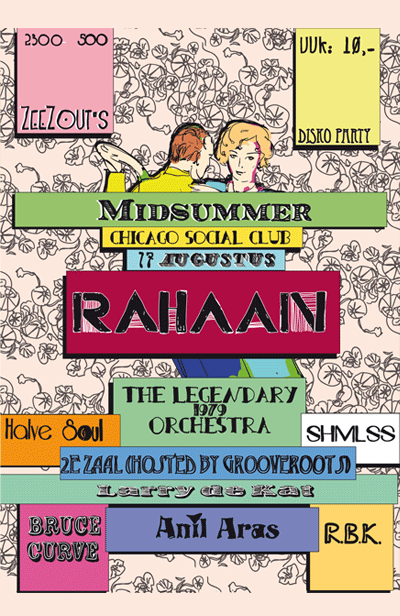 2300 500
VVK: 10,-
ZEEZOUT'S
DISKO PARTY
MIDSUMMER
CHICAGO SOCIAL CLUB
AUGUSTUS
RAHAAN
THE LEGENDARY
1979
ORCHESTRA
Halve Soul
SHMLSS
2E ZAAL (HOSTED BY GROOVEROOTS)
Larry de Kat
BRUCE
CURVE
Anil Aras
R.B.K.